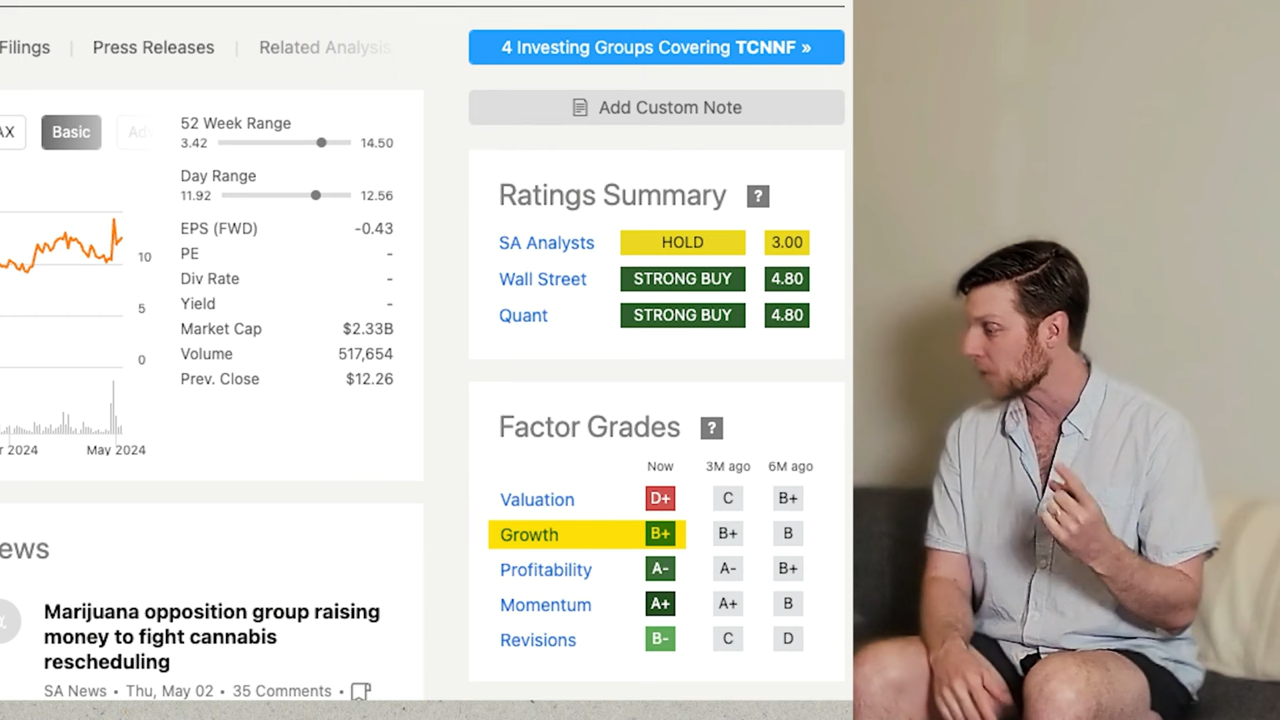 Filings | Press Releases | Related Analysis
4 Investing Groups Covering TCNNF »
Add Custom Note
AX Basic Ad
52 Week Range
3.42 14.50
Day Range
11.92 12.56
EPS (FWD) -0.43
PE -
Div Rate -
Yield -
Market Cap $2.33B
Volume 517,654
Prev. Close $12.26
10
5
0
r 2024 May 2024
Ratings Summary ?
SA Analysts HOLD 3.00
Wall Street STRONG BUY 4.80
Quant STRONG BUY 4.80
Factor Grades ?
Now 3M ago 6M ago
Valuation D+ C B+
Growth B+ B+ B
Profitability A- A- B+
Momentum A+ A+ B
Revisions B- C D
ews
Marijuana opposition group raising
money to fight cannabis
rescheduling
SA News • Thu, May 02 • 35 Comments •